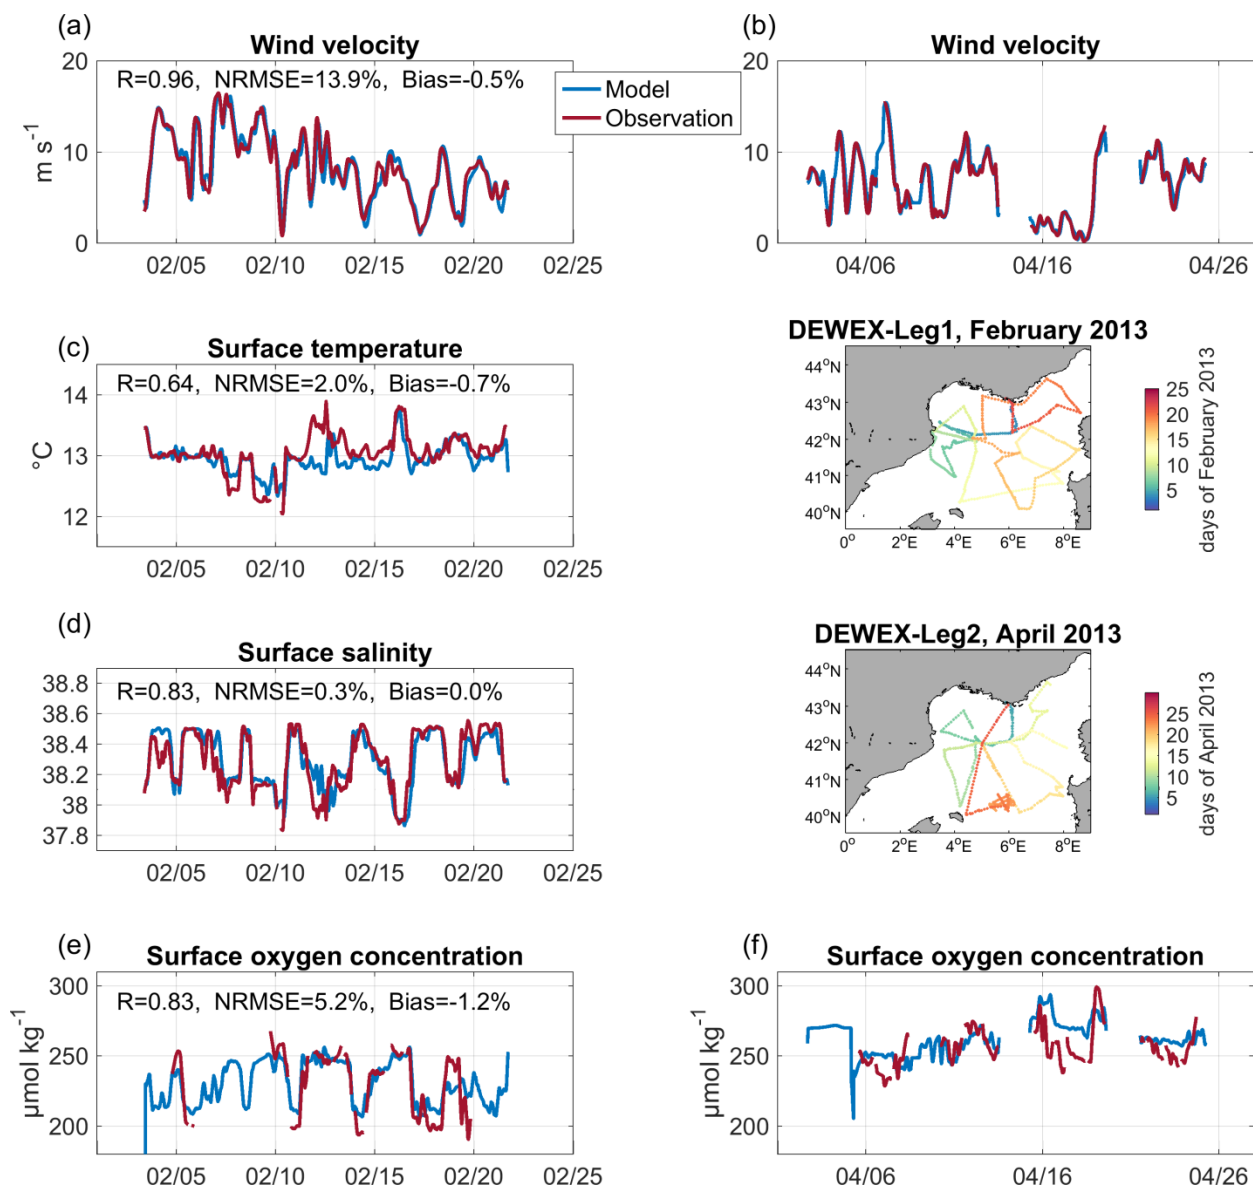 (a)
Wind velocity
R=0.96, NRMSE=13.9%, Bias=-0.5%
20
10
0
m s⁻¹
02/05 02/10 02/15 02/20 02/25
Model
Observation
(b)
Wind velocity
20
10
0
04/06 04/16 04/26
(c)
Surface temperature
R=0.64, NRMSE=2.0%, Bias=-0.7%
14
13
12
°C
02/05 02/10 02/15 02/20 02/25
DEWEX-Leg1, February 2013
44°N
43°N
42°N
41°N
40°N
0° 2°E 4°E 6°E 8°E
25
20
15
10
5
days of February 2013
(d)
Surface salinity
R=0.83, NRMSE=0.3%, Bias=0.0%
38.8
38.6
38.4
38.2
38
37.8
02/05 02/10 02/15 02/20 02/25
DEWEX-Leg2, April 2013
44°N
43°N
42°N
41°N
40°N
0° 2°E 4°E 6°E 8°E
25
20
15
10
5
days of April 2013
(e)
Surface oxygen concentration
R=0.83, NRMSE=5.2%, Bias=-1.2%
300
250
200
µmol kg⁻¹
02/05 02/10 02/15 02/20 02/25
(f)
Surface oxygen concentration
300
250
200
µmol kg⁻¹
04/06 04/16 04/26